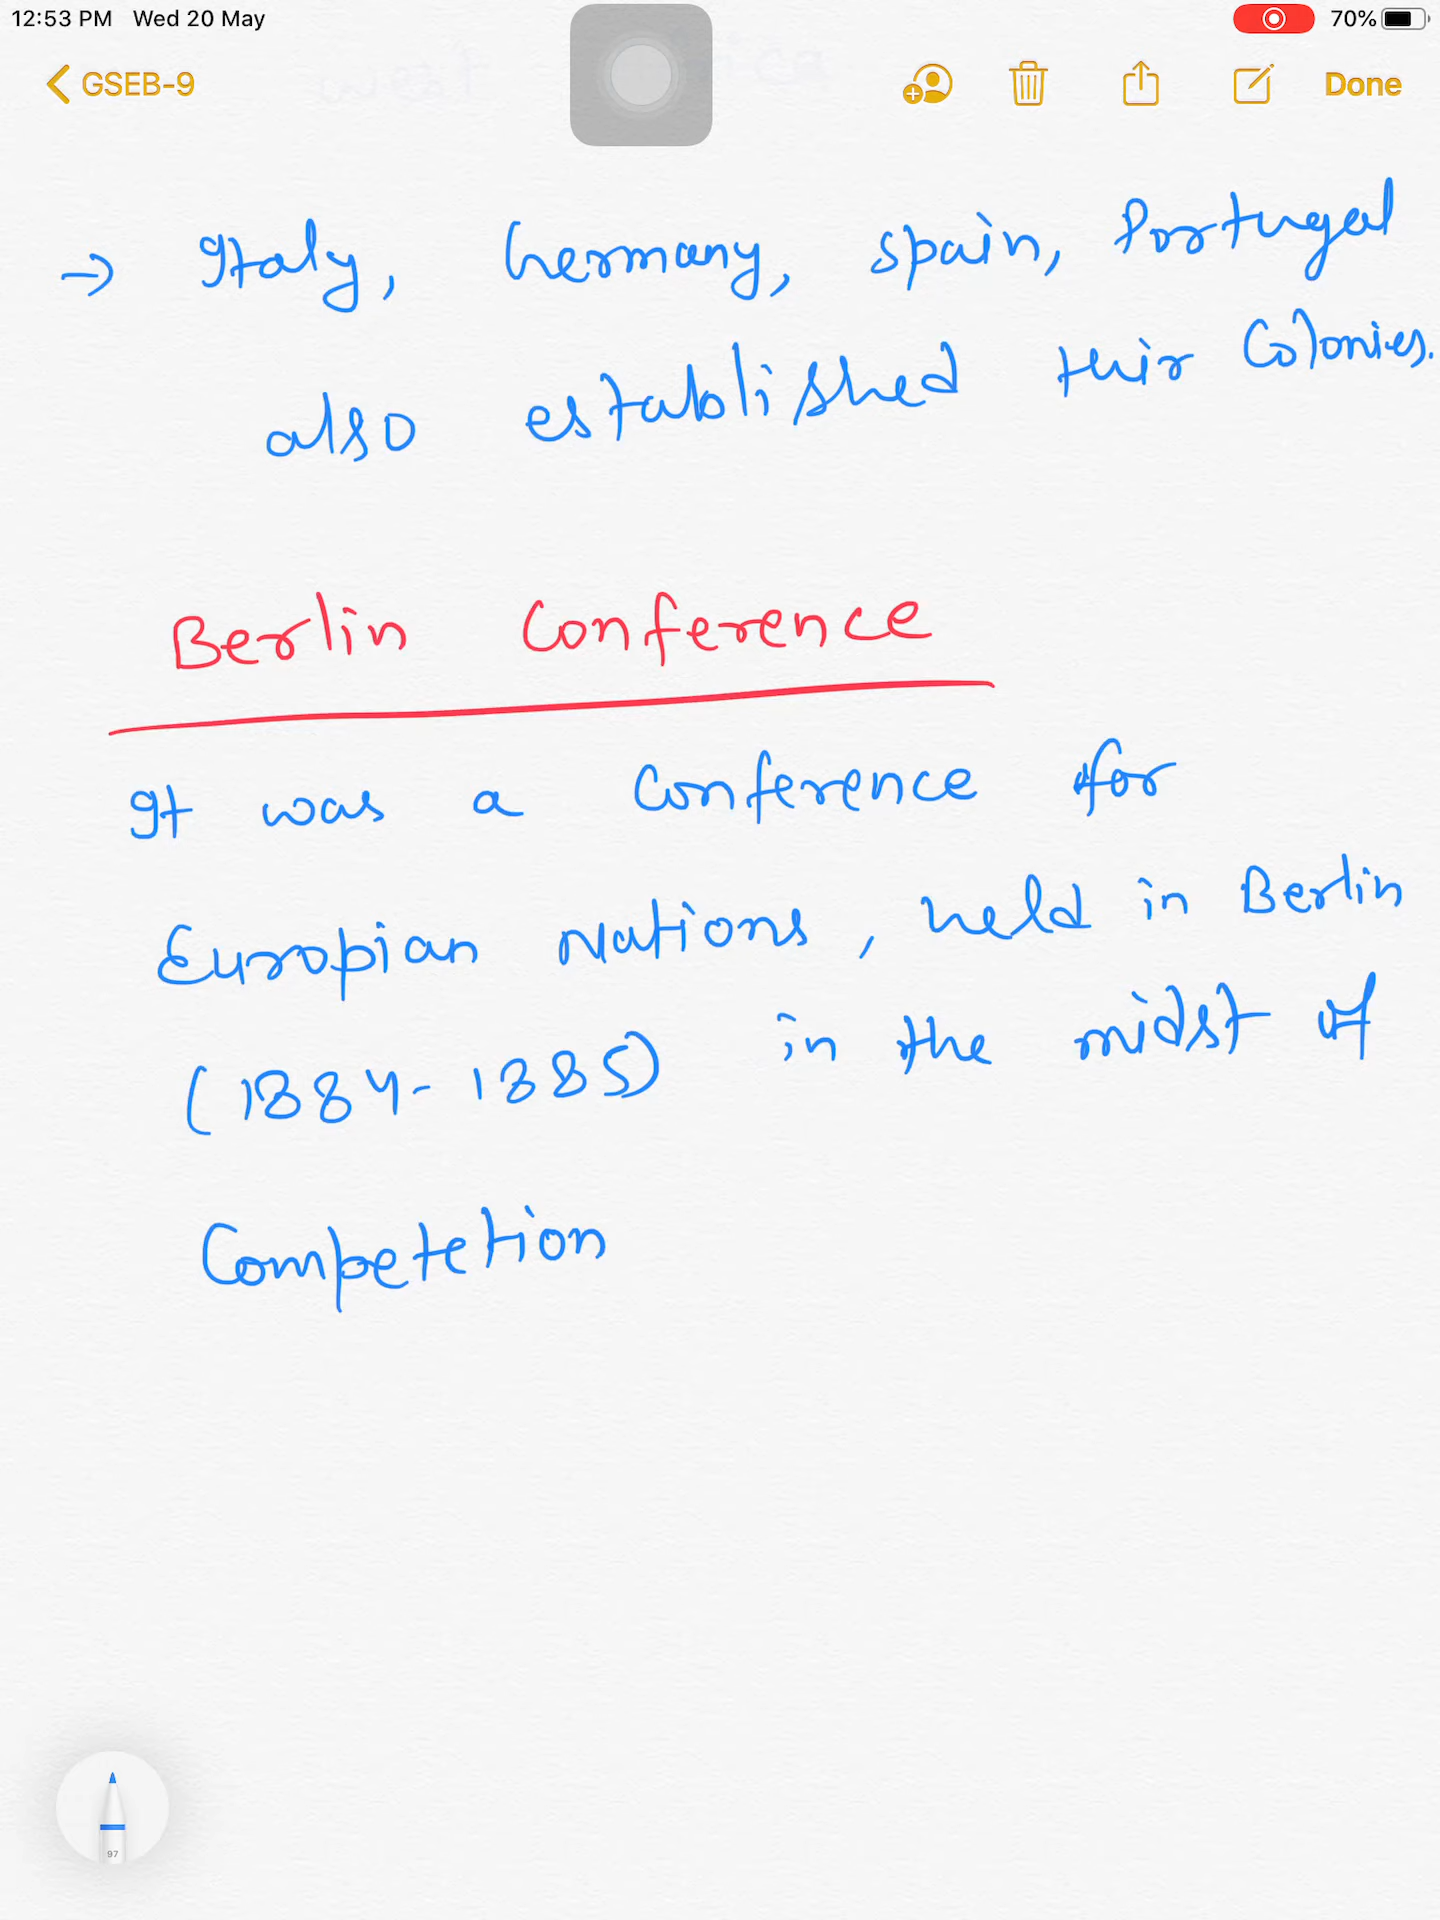 12:53 PM Wed 20 May 70%
GSEB-9 Done
→ Italy, Germany, spain, Portugal
also established their Colonies.
Berlin Conference
It was a Conference for
Europian Nations, held in Berlin
(1884-1885) in the midst of
Competetion
97